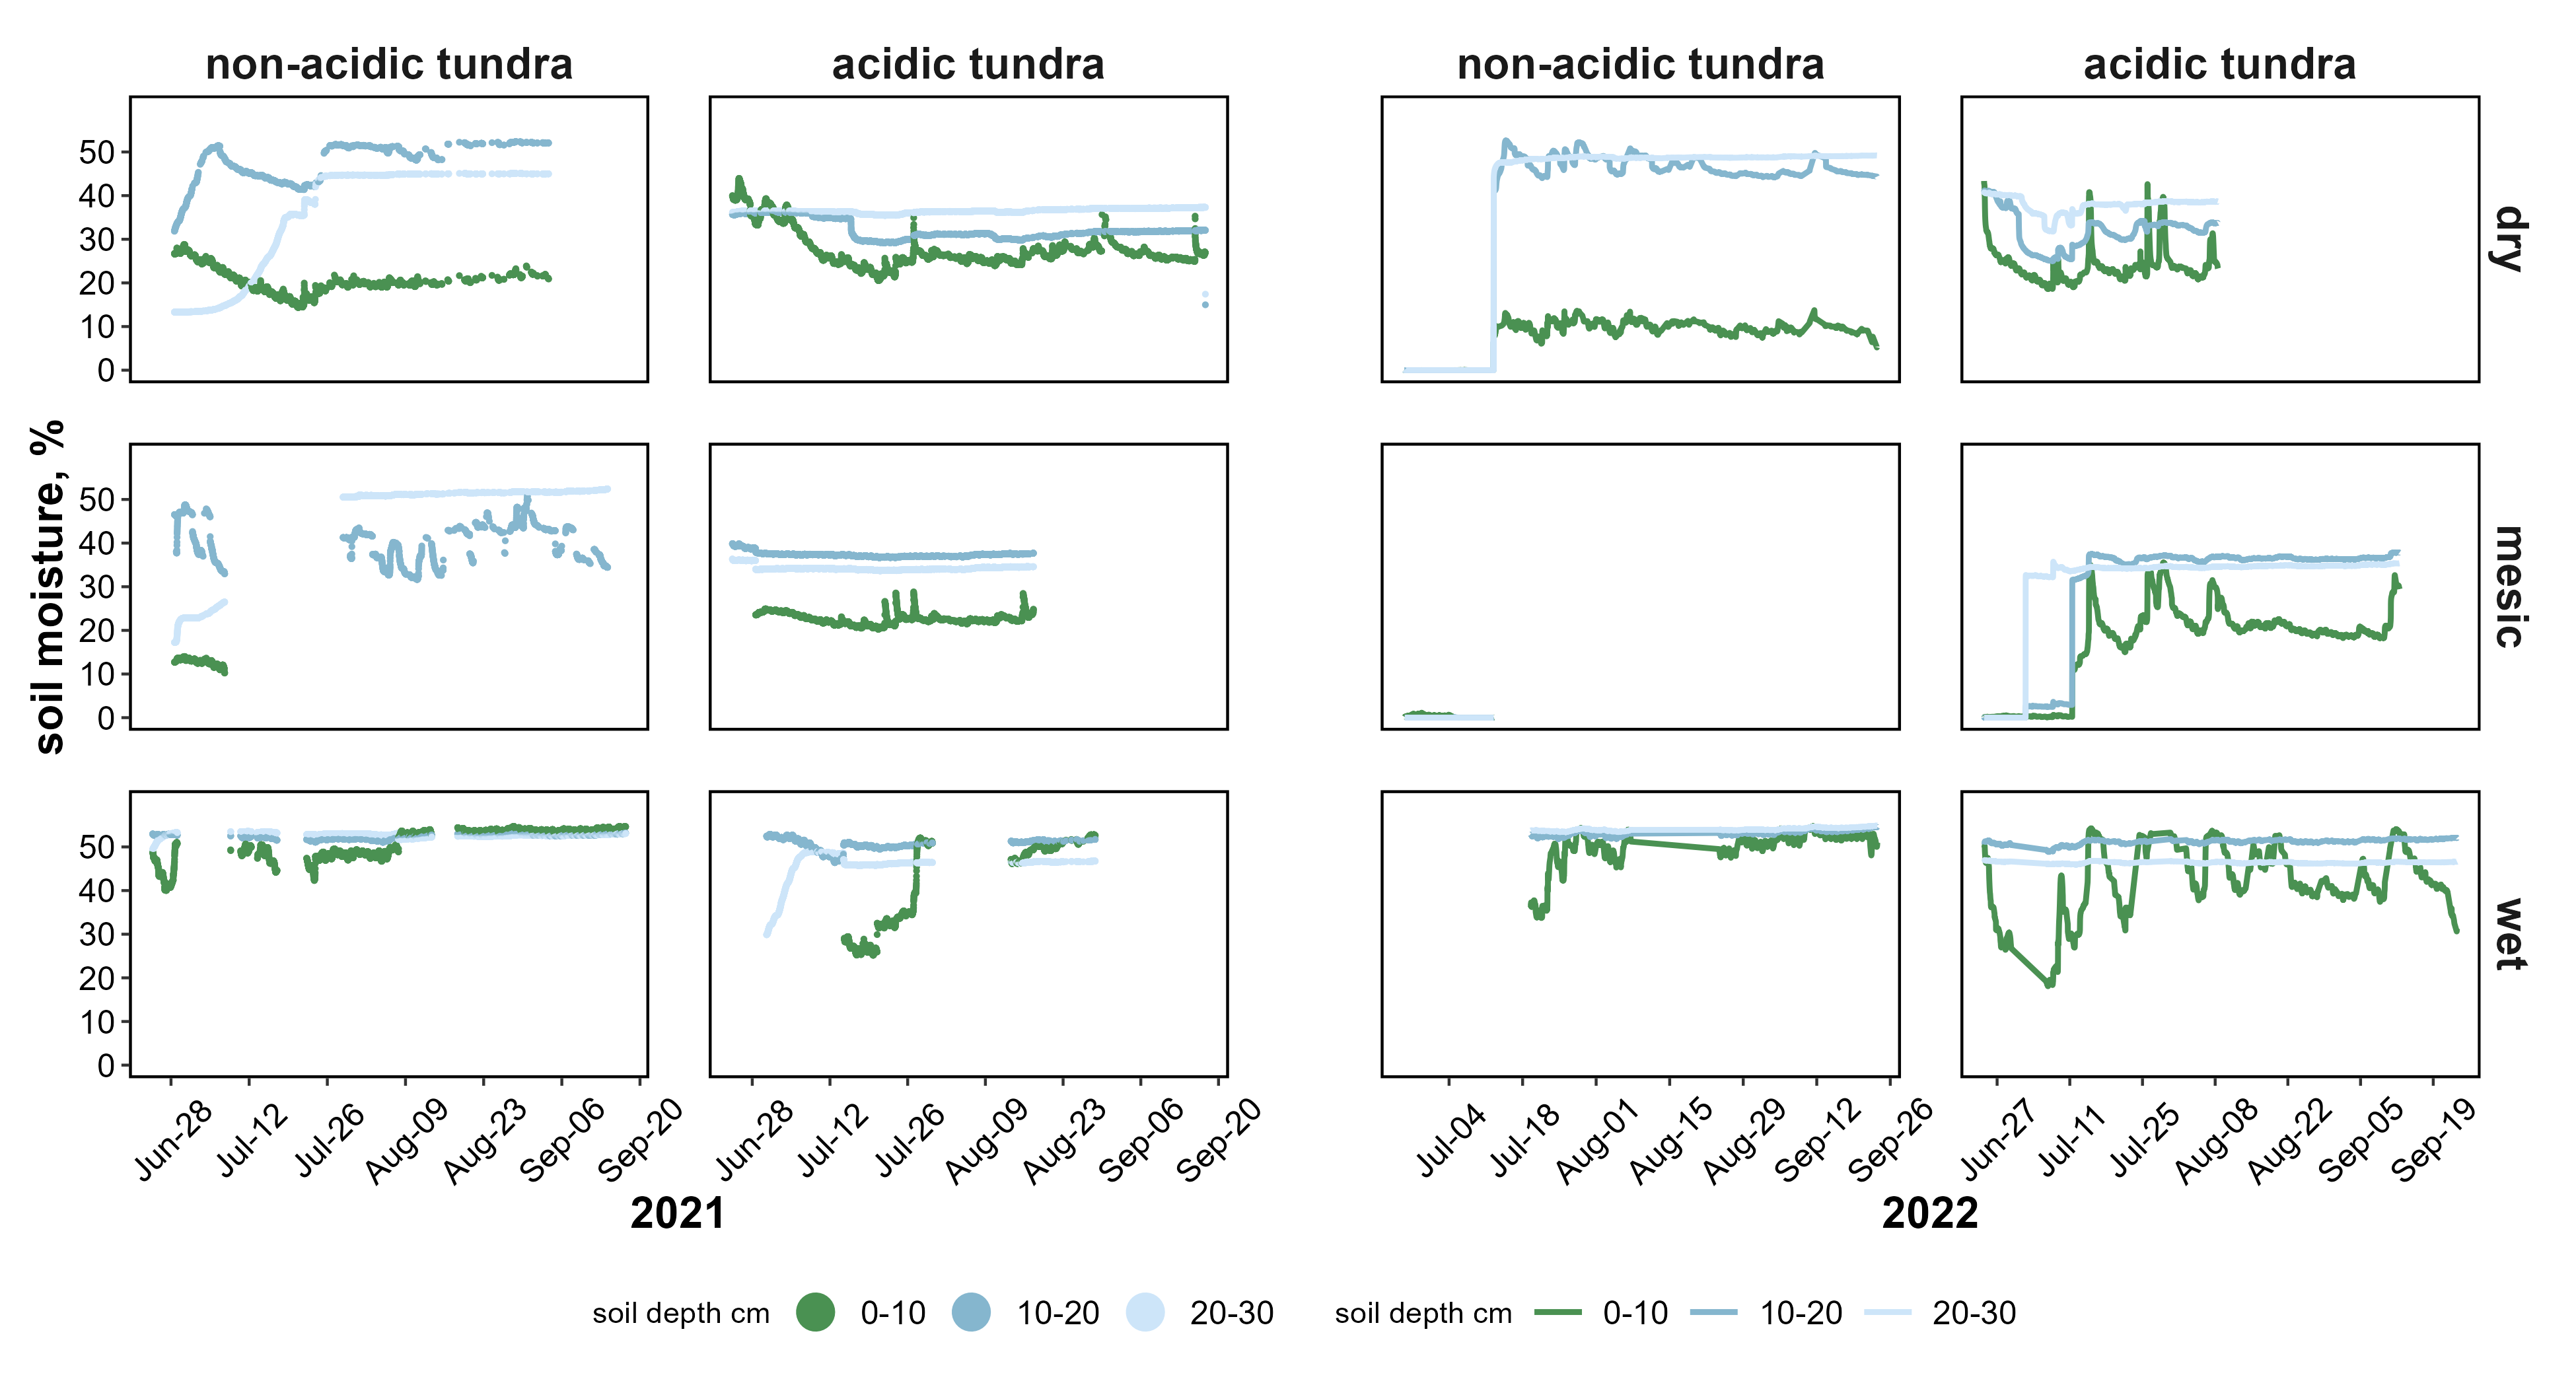 non-acidic tundra acidic tundra non-acidic tundra acidic tundra
50
40
30
20
10
0
dry
soil moisture, %
50
40
30
20
10
0
mesic
50
40
30
20
10
0
wet
Jun-28 Jul-12 Jul-26 Aug-09 Aug-23 Sep-06 Sep-20 Jun-28 Jul-12 Jul-26 Aug-09 Aug-23 Sep-06 Sep-20 Jul-04 Jul-18 Aug-01 Aug-15 Aug-29 Sep-12 Sep-26 Jun-27 Jul-11 Jul-25 Aug-08 Aug-22 Sep-05 Sep-19
2021 2022
soil depth cm 0-10 10-20 20-30 soil depth cm 0-10 10-20 20-30